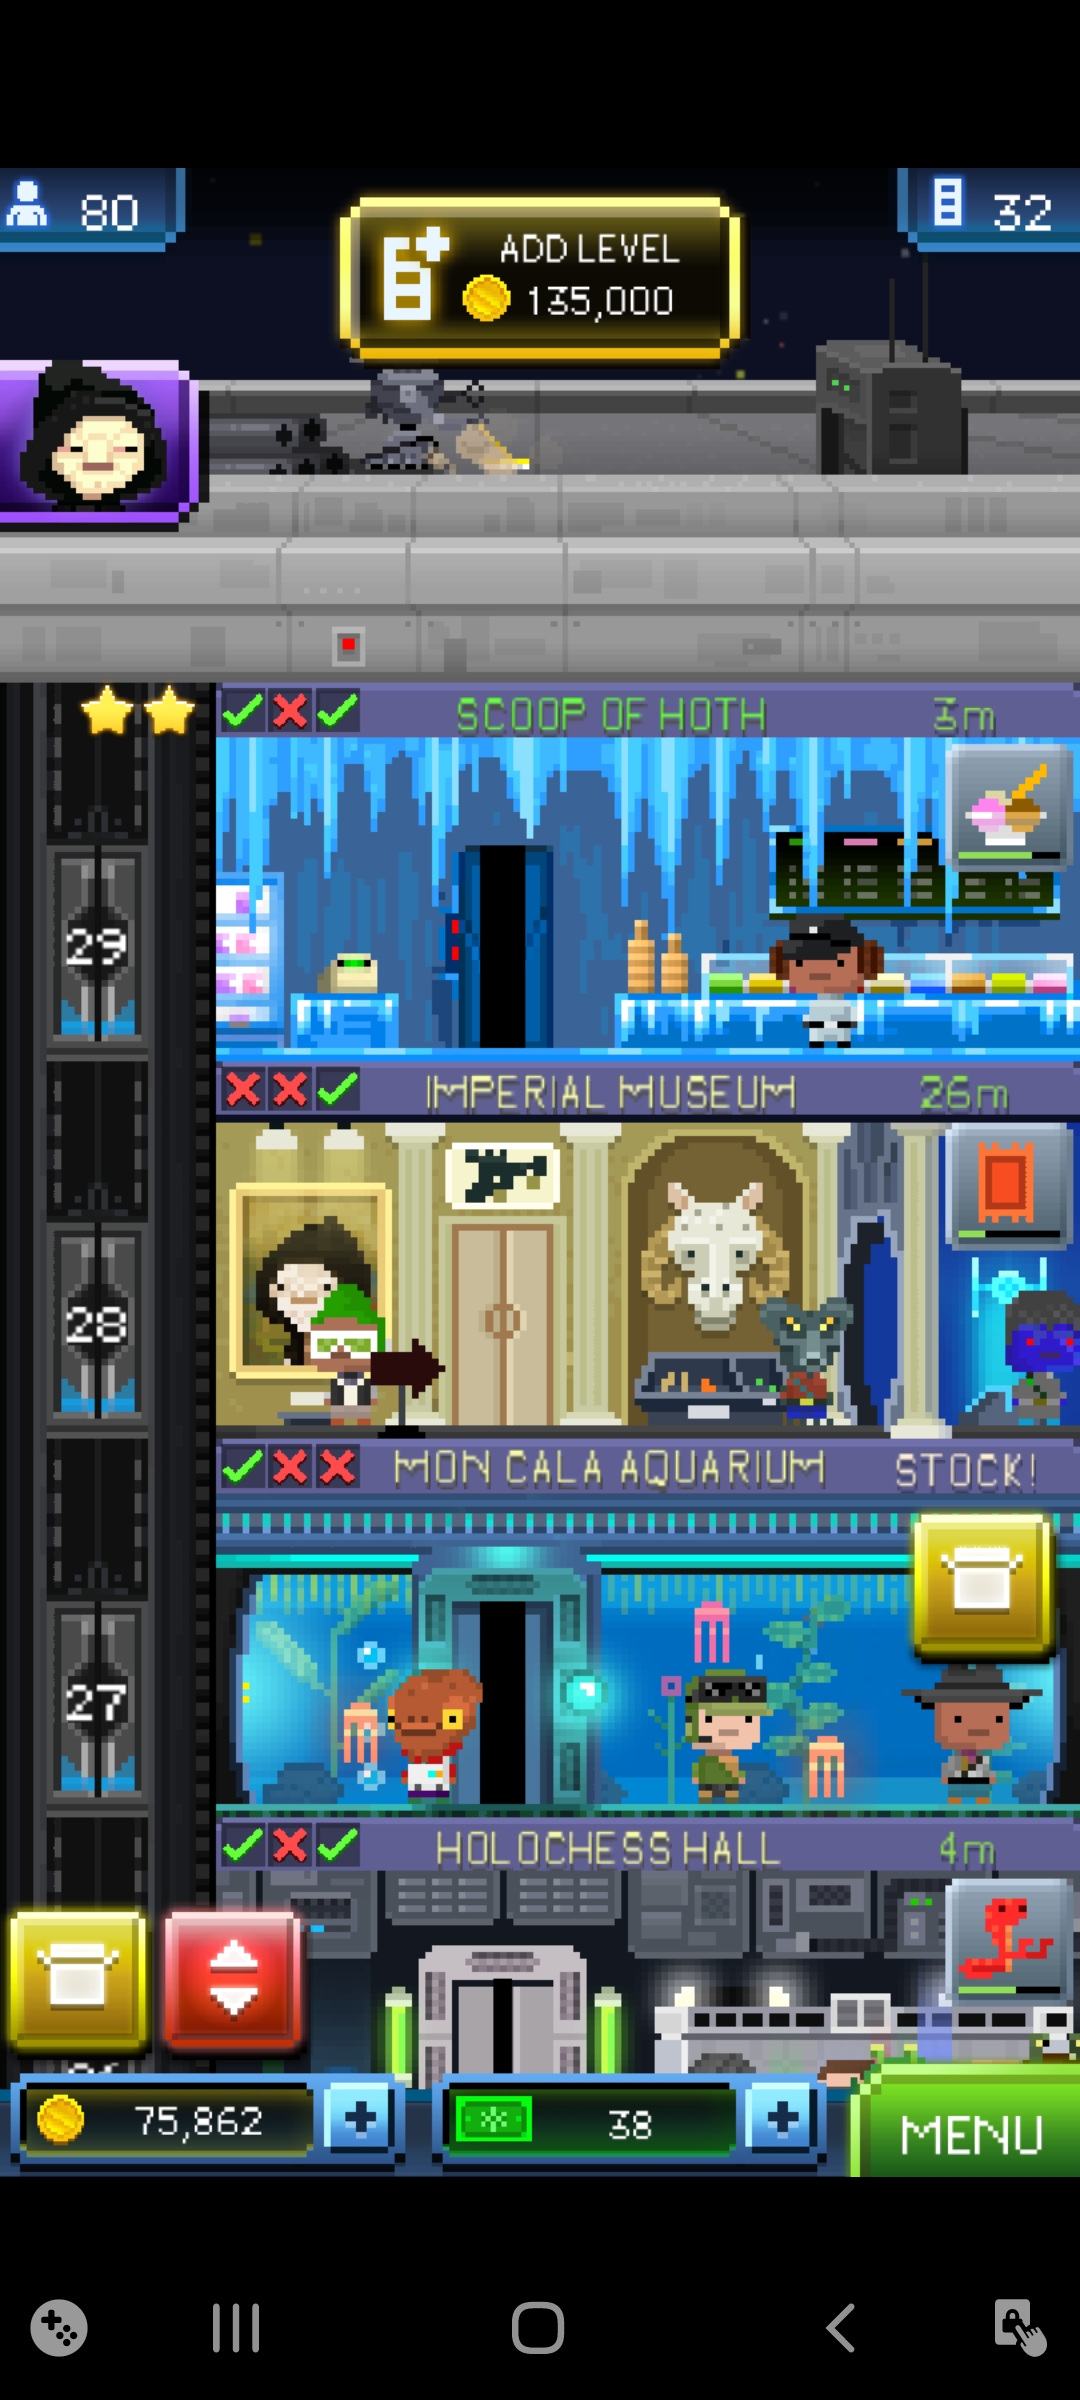 80
ADD LEVEL
135,000
32
SCOOP OF HOTH 3m
29
IMPERIAL MUSEUM 26m
28
MON CALA AQUARIUM STOCK!
27
HOLOCHESS HALL 4m
75,862
38
MENU